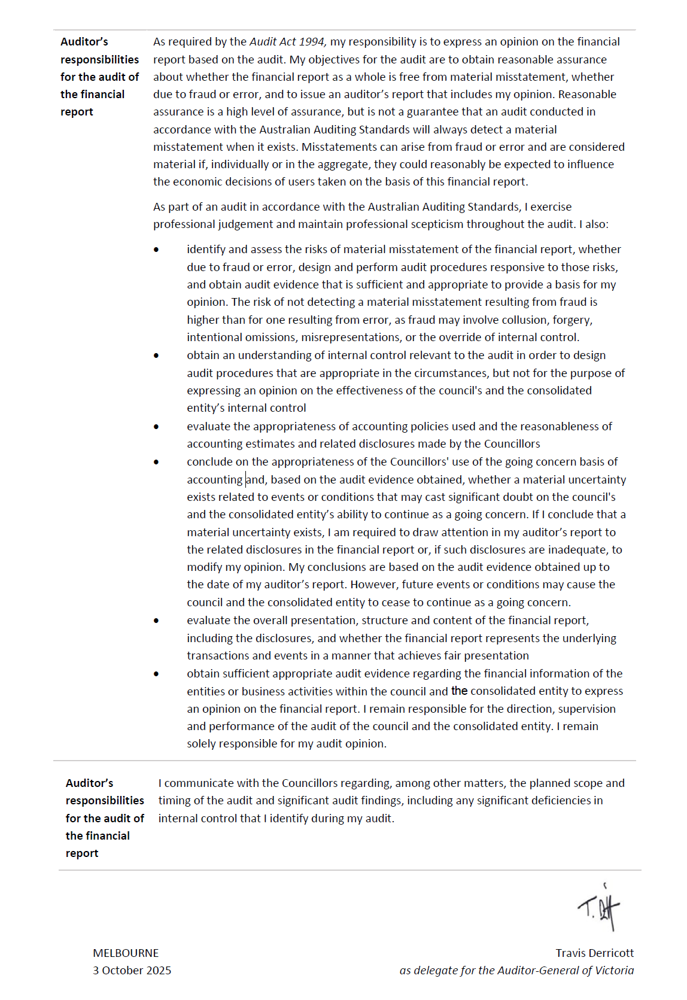 Auditor’s
responsibilities
for the audit of
the financial
report
As required by the Audit Act 1994, my responsibility is to express an opinion on the financial
report based on the audit. My objectives for the audit are to obtain reasonable assurance
about whether the financial report as a whole is free from material misstatement, whether
due to fraud or error, and to issue an auditor’s report that includes my opinion. Reasonable
assurance is a high level of assurance, but is not a guarantee that an audit conducted in
accordance with the Australian Auditing Standards will always detect a material
misstatement when it exists. Misstatements can arise from fraud or error and are considered
material if, individually or in the aggregate, they could reasonably be expected to influence
the economic decisions of users taken on the basis of this financial report.
As part of an audit in accordance with the Australian Auditing Standards, I exercise
professional judgement and maintain professional scepticism throughout the audit. I also:
• identify and assess the risks of material misstatement of the financial report, whether
due to fraud or error, design and perform audit procedures responsive to those risks,
and obtain audit evidence that is sufficient and appropriate to provide a basis for my
opinion. The risk of not detecting a material misstatement resulting from fraud is
higher than for one resulting from error, as fraud may involve collusion, forgery,
intentional omissions, misrepresentations, or the override of internal control.
• obtain an understanding of internal control relevant to the audit in order to design
audit procedures that are appropriate in the circumstances, but not for the purpose of
expressing an opinion on the effectiveness of the council's and the consolidated
entity’s internal control
• evaluate the appropriateness of accounting policies used and the reasonableness of
accounting estimates and related disclosures made by the Councillors
• conclude on the appropriateness of the Councillors' use of the going concern basis of
accounting and, based on the audit evidence obtained, whether a material uncertainty
exists related to events or conditions that may cast significant doubt on the council's
and the consolidated entity’s ability to continue as a going concern. If I conclude that a
material uncertainty exists, I am required to draw attention in my auditor’s report to
the related disclosures in the financial report or, if such disclosures are inadequate, to
modify my opinion. My conclusions are based on the audit evidence obtained up to
the date of my auditor’s report. However, future events or conditions may cause the
council and the consolidated entity to cease to continue as a going concern.
• evaluate the overall presentation, structure and content of the financial report,
including the disclosures, and whether the financial report represents the underlying
transactions and events in a manner that achieves fair presentation
• obtain sufficient appropriate audit evidence regarding the financial information of the
entities or business activities within the council and the consolidated entity to express
an opinion on the financial report. I remain responsible for the direction, supervision
and performance of the audit of the council and the consolidated entity. I remain
solely responsible for my audit opinion.
Auditor’s
responsibilities
for the audit of
the financial
report
I communicate with the Councillors regarding, among other matters, the planned scope and
timing of the audit and significant audit findings, including any significant deficiencies in
internal control that I identify during my audit.
MELBOURNE
3 October 2025
Travis Derricott
as delegate for the Auditor-General of Victoria